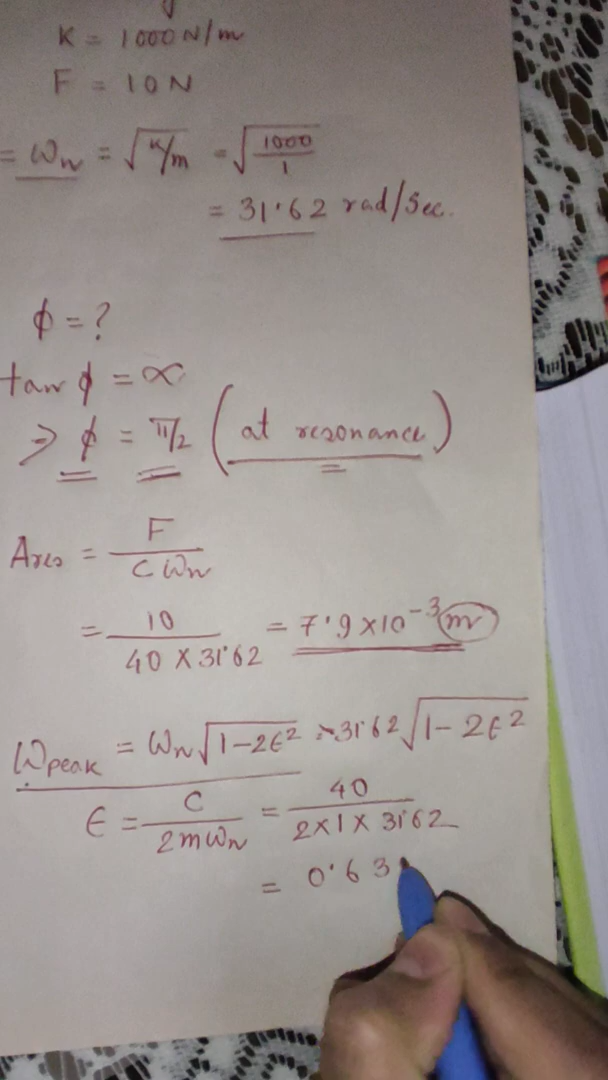 K = 1000 N/m
F = 10 N
= ωn = √K/m = √1000/1
= 31.62 rad/Sec.
ϕ = ?
tan ϕ = ∞
⇒ ϕ = π/2 (at resonance)
Ares = F / C ωn
= 10 / 40 × 31.62 = 7.9 × 10⁻³ m
ωpeak = ωn √1-2ϵ² = 31.62 √1-2ϵ²
ϵ = C / 2mωn = 40 / 2×1×31.62
= 0.63